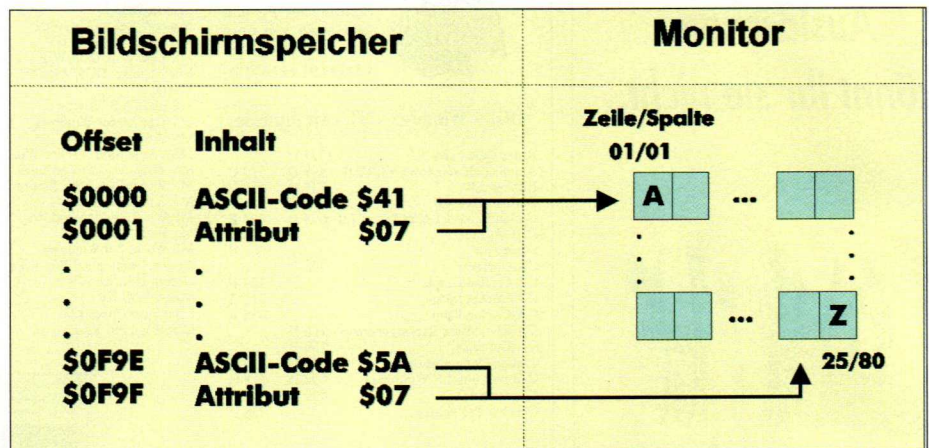 Bildschirmspeicher Monitor
Offset Inhalt
Zeile/Spalte
01/01
$0000 ASCII-Code $41
A ...
$0001 Attribut $07
. .
. .
. .
... Z
$0F9E ASCII-Code $5A
25/80
$0F9F Attribut $07